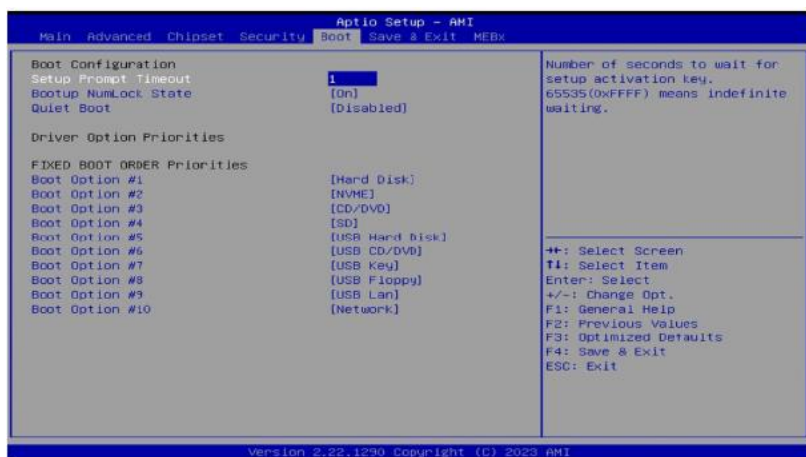 Aptio Setup – AMI
Main Advanced Chipset Security Boot Save & Exit MEBx
Boot Configuration
Setup Prompt Timeout 1
Bootup NumLock State [On]
Quiet Boot [Disabled]
Driver Option Priorities
FIXED BOOT ORDER Priorities
Boot Option #1 [Hard Disk]
Boot Option #2 [NVME]
Boot Option #3 [CD/DVD]
Boot Option #4 [SD]
Boot Option #5 [USB Hard Disk]
Boot Option #6 [USB CD/DVD]
Boot Option #7 [USB Key]
Boot Option #8 [USB Floppy]
Boot Option #9 [USB Lan]
Boot Option #10 [Network]
Number of seconds to wait for
setup activation key.
65535(0xFFFF) means indefinite
waiting.
→←: Select Screen
↑↓: Select Item
Enter: Select
+/-: Change Opt.
F1: General Help
F2: Previous Values
F3: Optimized Defaults
F4: Save & Exit
ESC: Exit
Version 2.22.1290 Copyright (C) 2023 AMI